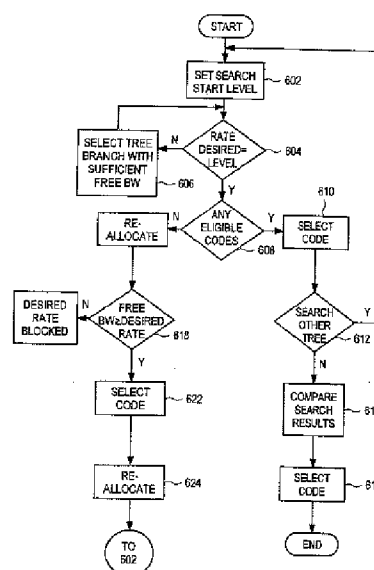 START
SET SEARCH
START LEVEL
602
SELECT TREE
BRANCH WITH
SUFFICIENT
FREE BW
606
N
RATE
DESIRED=
LEVEL
604
Y
RE-
ALLOCATE
N
ANY
ELIGIBLE
CODES
608
Y
610
SELECT
CODE
DESIRED
RATE
BLOCKED
N
FREE
BW≥DESIRED
RATE
618
Y
SEARCH
OTHER
TREE
612
Y
N
SELECT
CODE
622
COMPARE
SEARCH
RESULTS
61
RE-
ALLOCATE
624
SELECT
CODE
61
TO
602
END